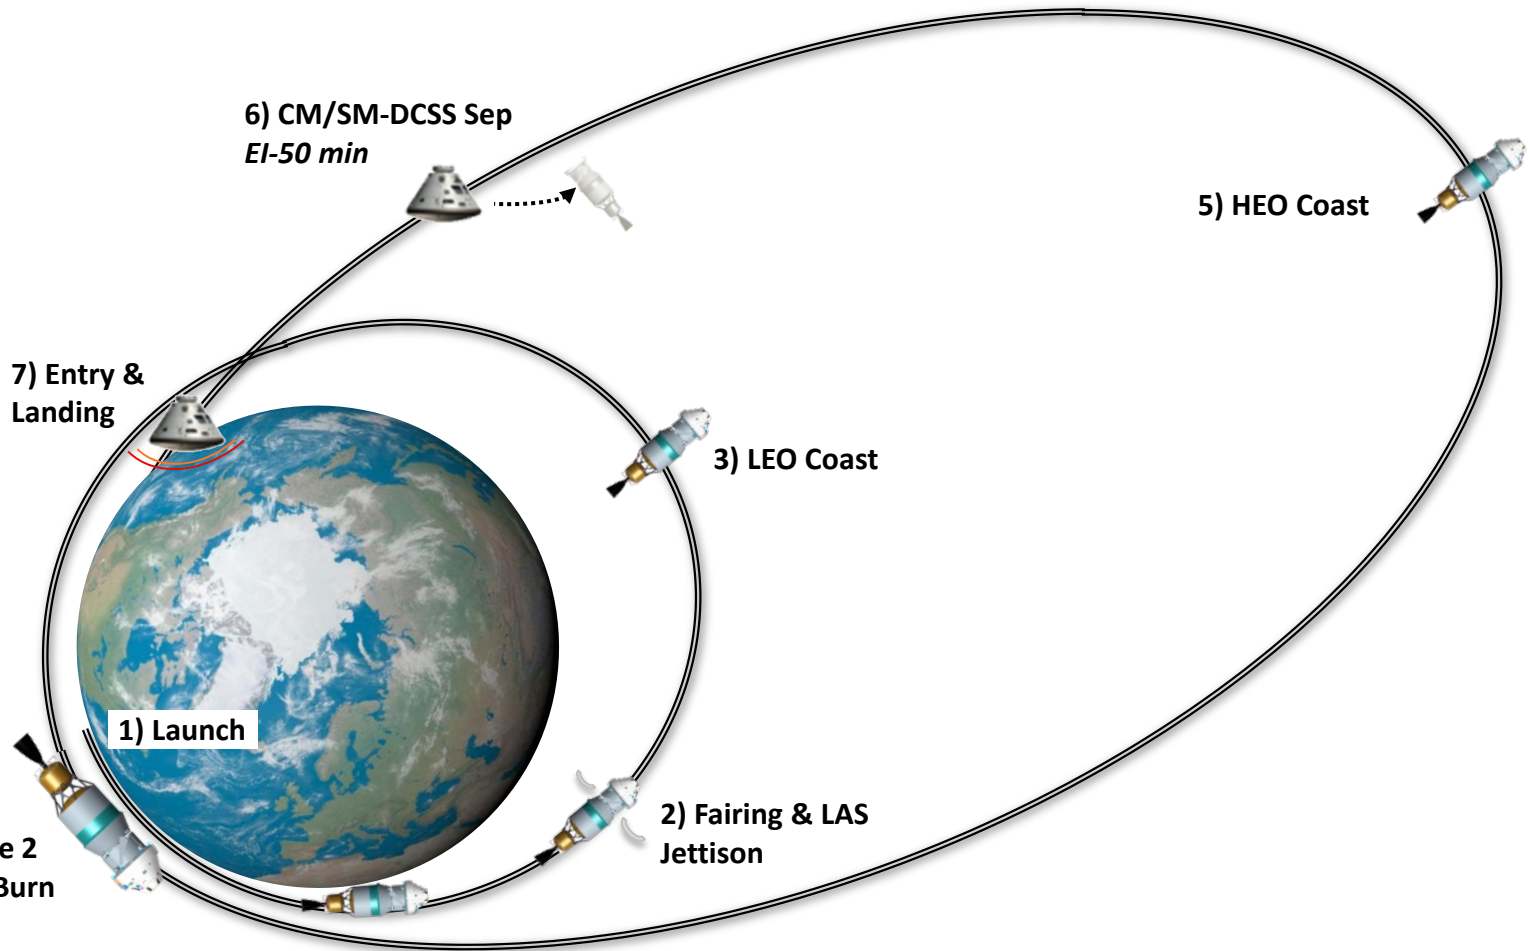 1) Launch
2) Fairing & LAS
Jettison
3) LEO Coast
2
Burn
5) HEO Coast
6) CM/SM-DCSS Sep
EI-50 min
7) Entry &
Landing